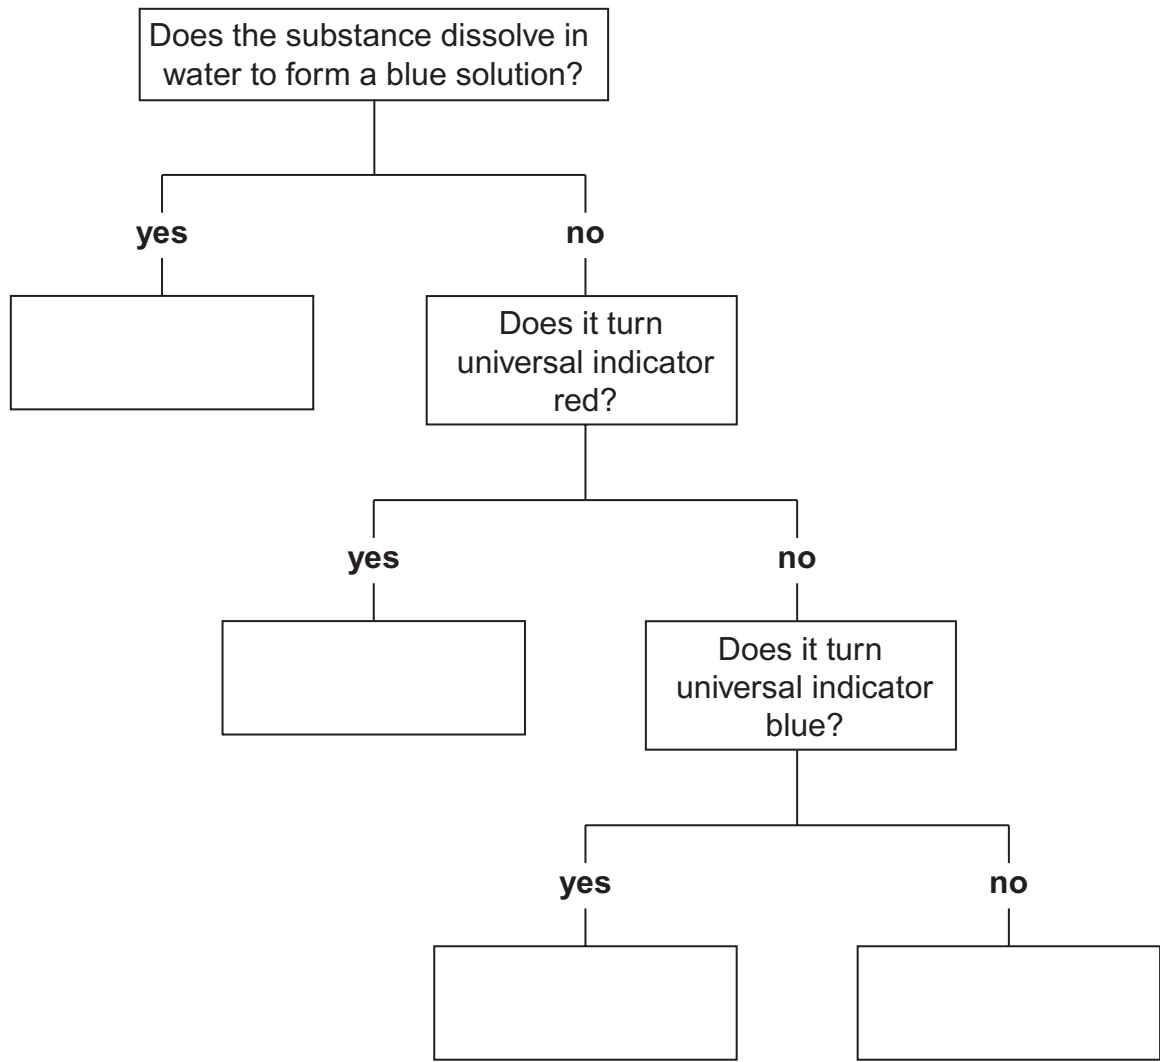 Does the substance dissolve in
water to form a blue solution?
yes
no
Does it turn
universal indicator
red?
yes
no
Does it turn
universal indicator
blue?
yes
no